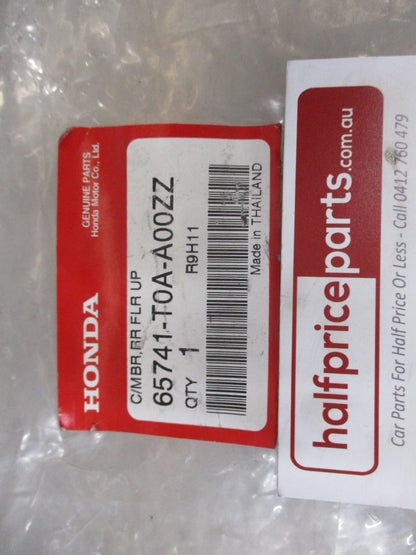 GENUINE PARTS
Honda Motor Co., Ltd.
HONDA
C/MBR,RR FLR UP
65741-T0A-A00ZZ
QTY 1 R9H11
Made in THAILAND
halfpriceparts.com.au
Car Parts For Half Price Or Less - Call 0412 760 479